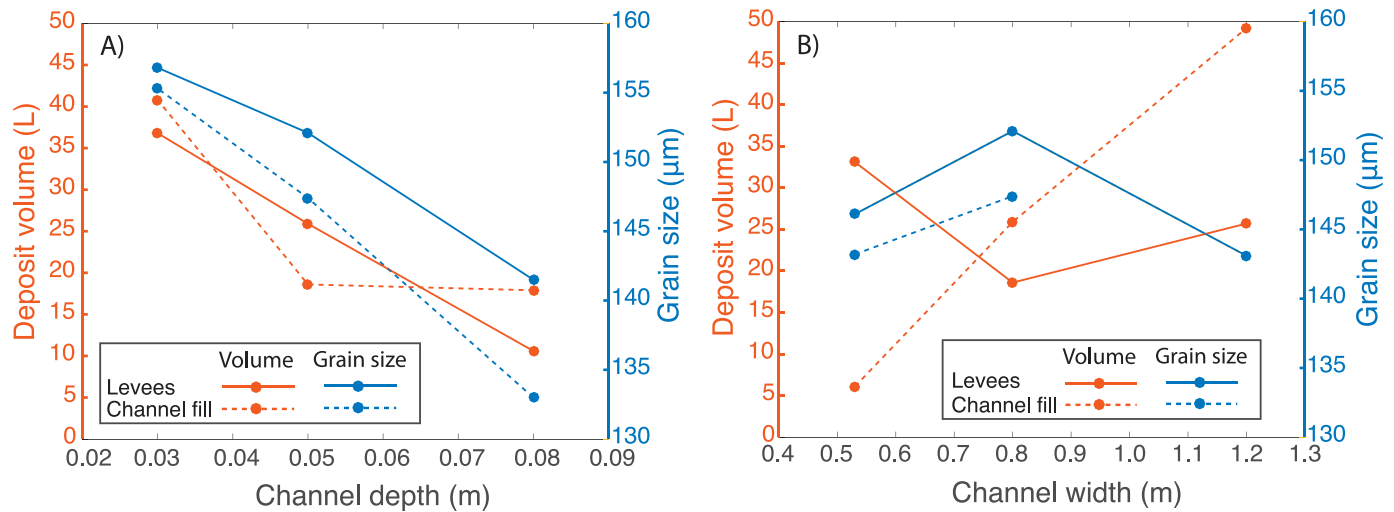 A)
50
45
40
35
30
25
20
15
10
5
0
Deposit volume (L)
160
155
150
145
140
135
130
Grain size (µm)
Volume Grain size
Levees
Channel fill
0.02 0.03 0.04 0.05 0.06 0.07 0.08 0.09
Channel depth (m)
B)
50
45
40
35
30
25
20
15
10
5
0
Deposit volume (L)
160
155
150
145
140
135
130
Grain size (µm)
Volume Grain size
Levees
Channel fill
0.4 0.5 0.6 0.7 0.8 0.9 1.0 1.1 1.2 1.3
Channel width (m)